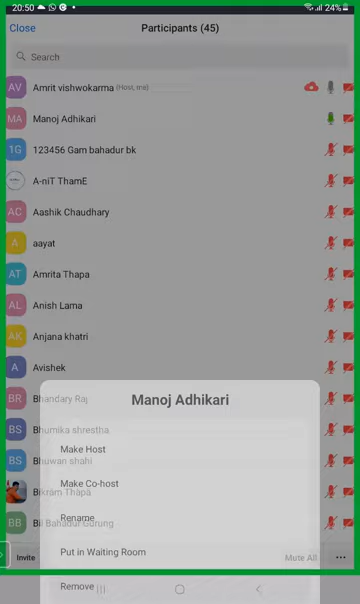 20:50 24%
Close Participants (45)
Search
AV Amrit vishwokarma (Host, me)
MA Manoj Adhikari
1G 123456 Gam bahadur bk
A-niT ThamE
AC Aashik Chaudhary
A aayat
AT Amrita Thapa
AL Anish Lama
AK Anjana khatri
A Avishek
BR Bhandary Raj
Manoj Adhikari
BS Bhumika shrestha
Make Host
BS Bhuwan shahi
Make Co-host
Bikram Thapa
Rename
BB Bil Bahadur Gurung
Put in Waiting Room
Invite Mute All
Remove